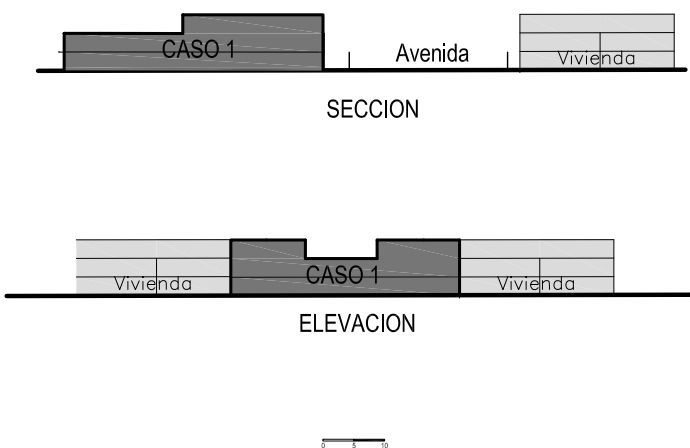 CASO 1 Avenida Vivienda
SECCION
Vivienda CASO 1 Vivienda
ELEVACION
0 5 10